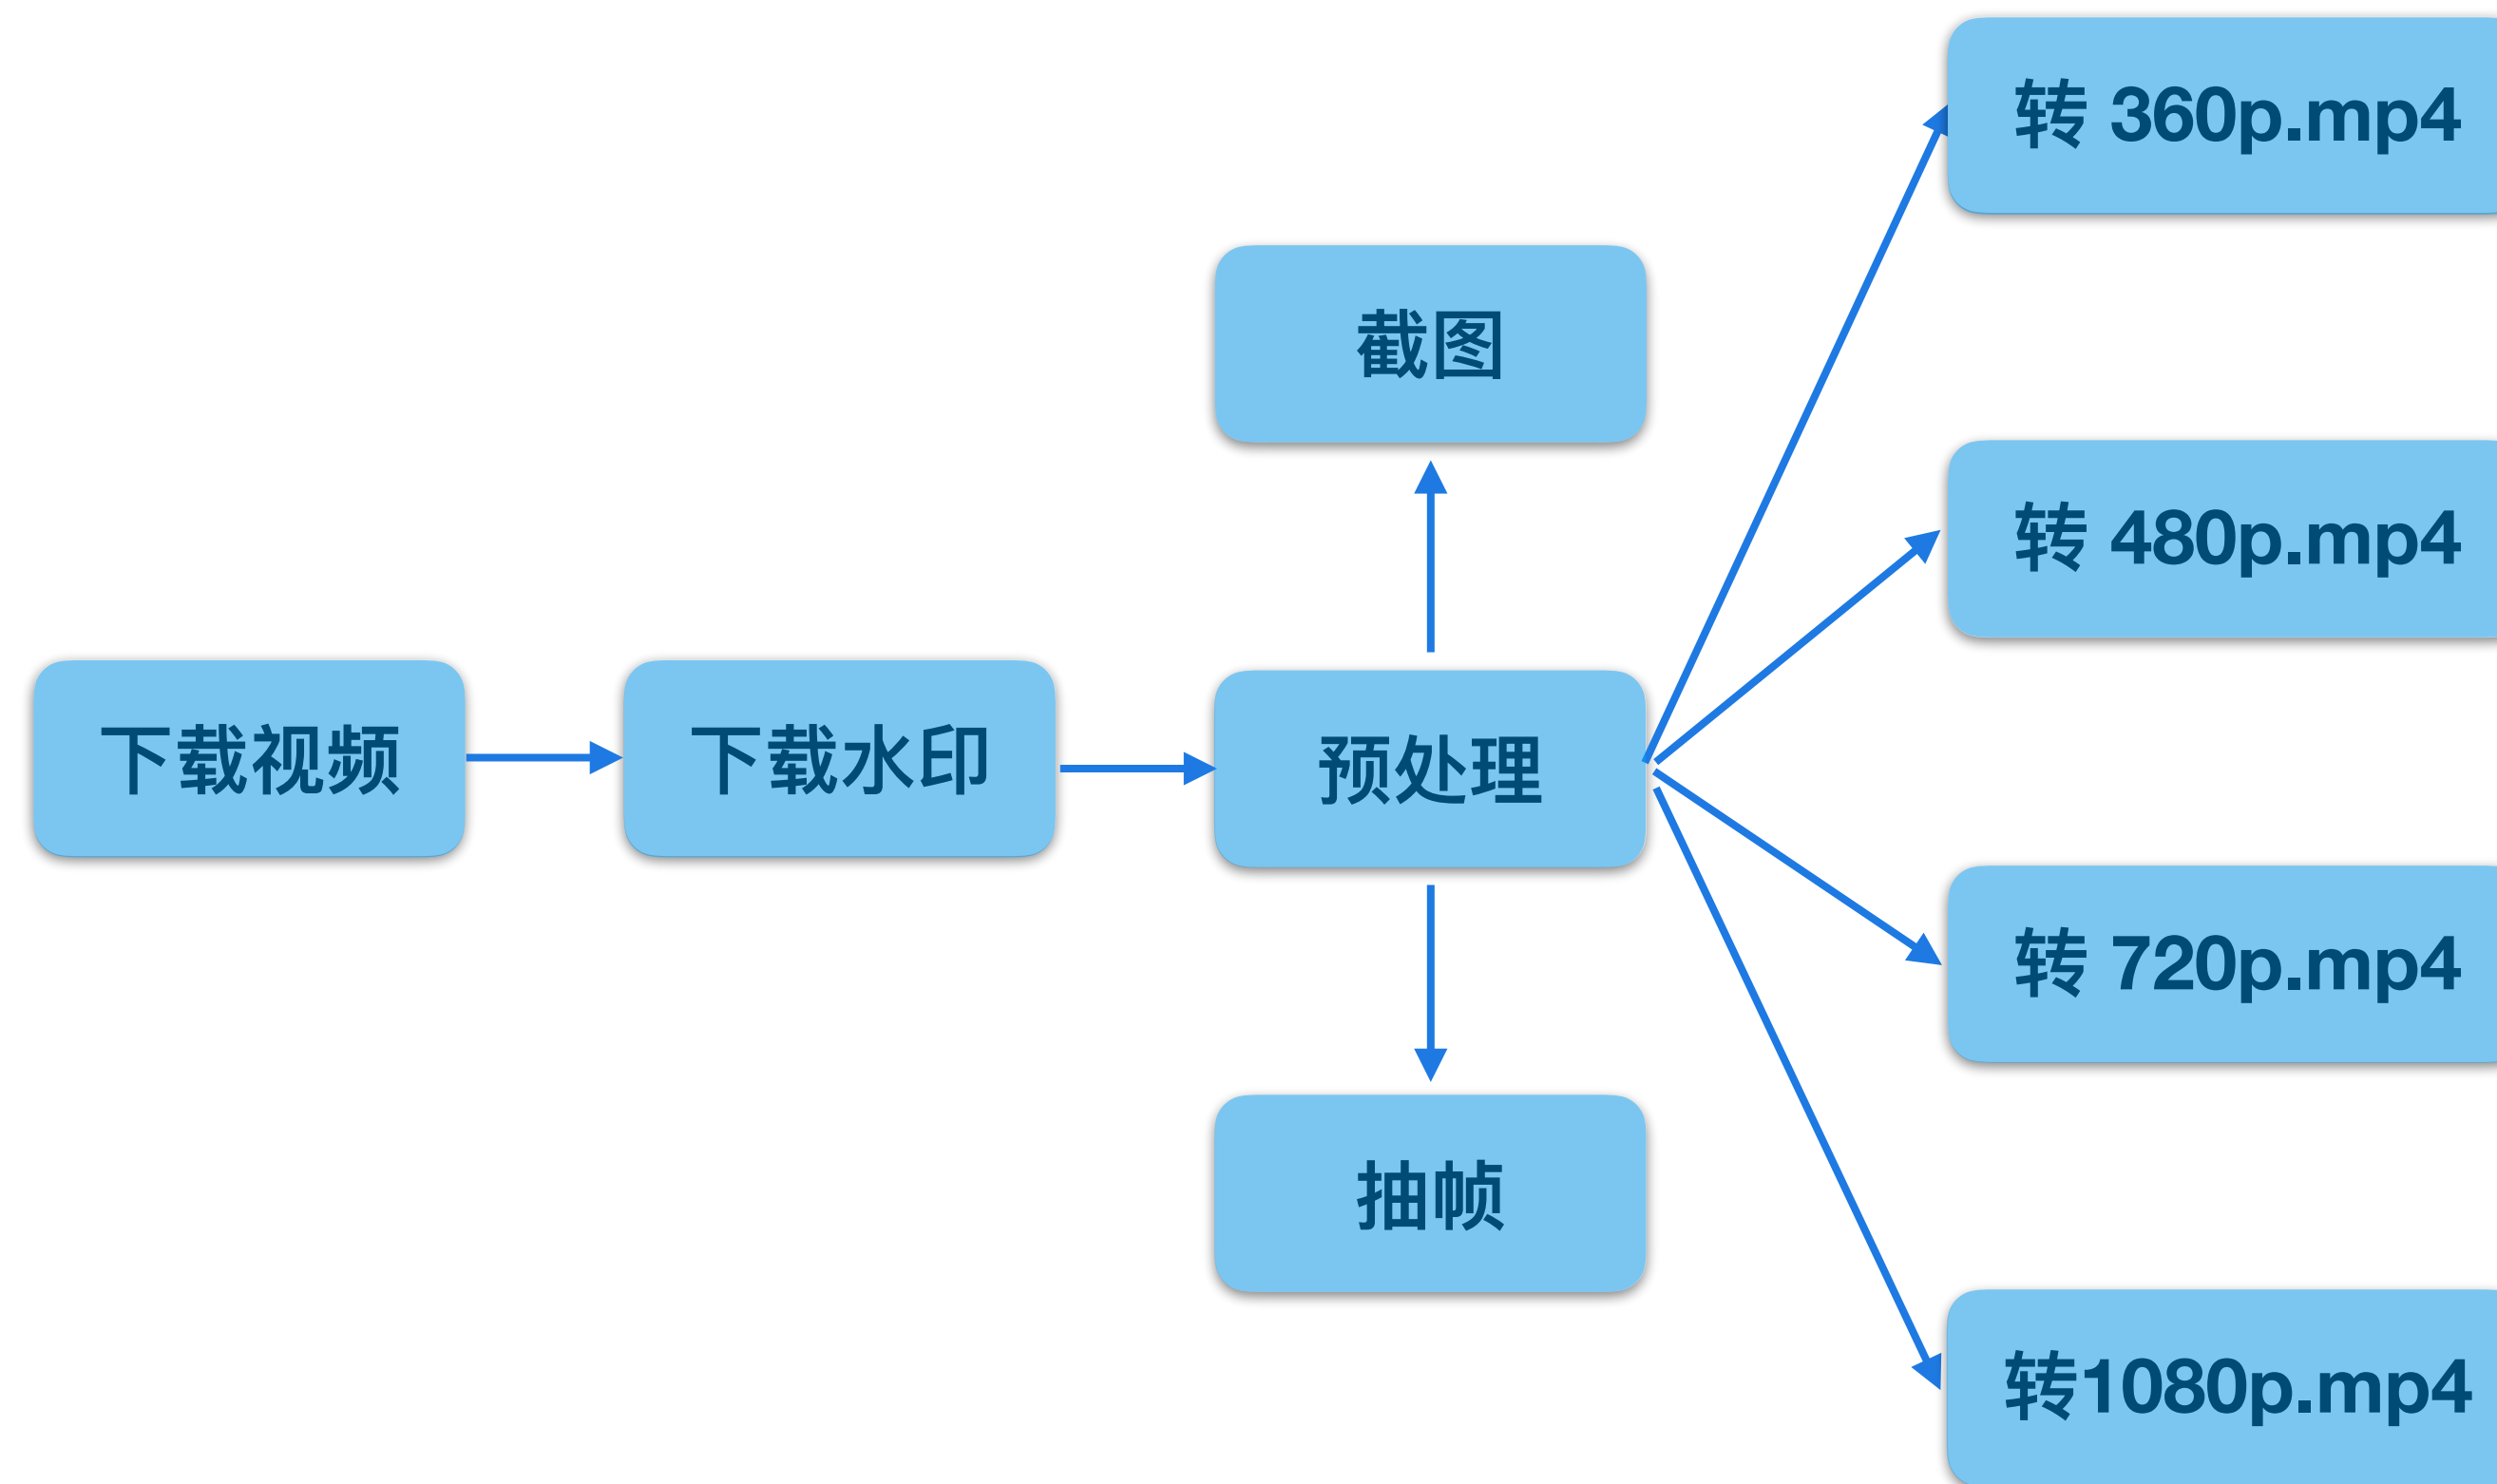 转 360p.mp4
截图
转 480p.mp4
下载视频
下载水印
预处理
转 720p.mp4
抽帧
转1080p.mp4